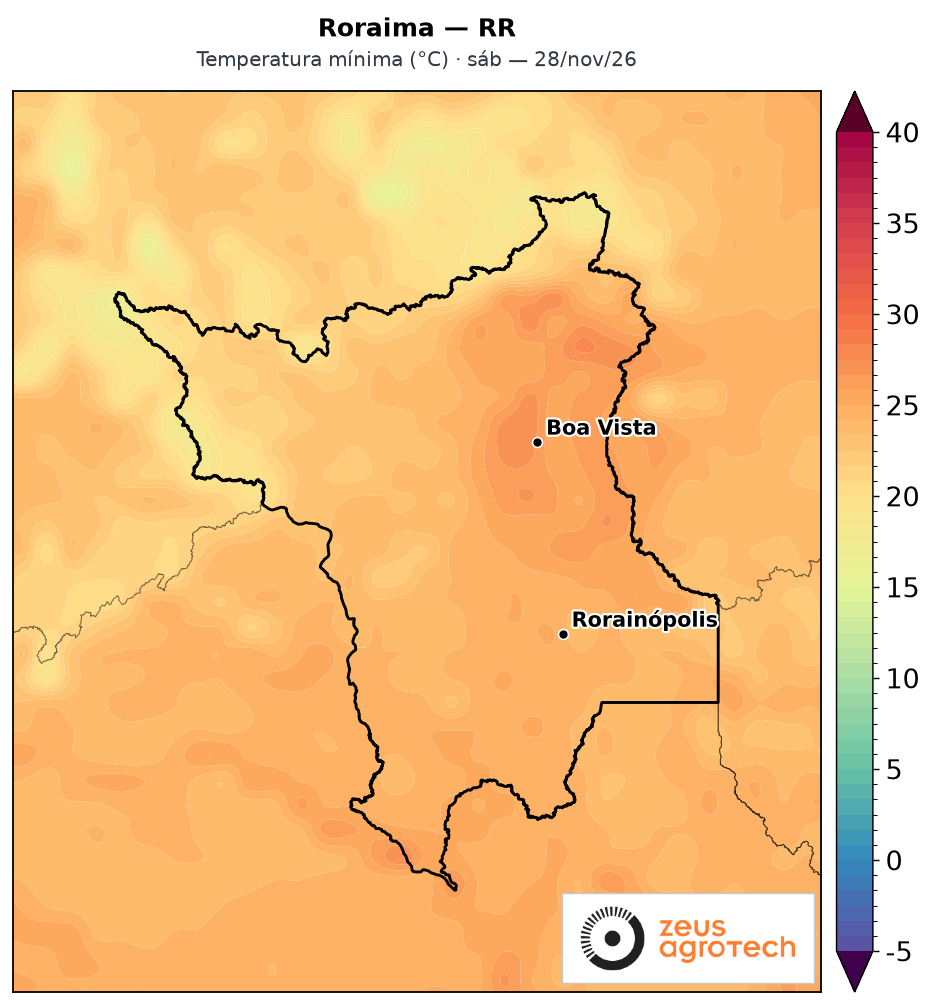 Roraima — RR
Temperatura mínima (°C) · sáb — 28/nov/26
40
35
30
25
20
15
10
5
0
-5
Boa Vista
Rorainópolis
zeus
agrotech